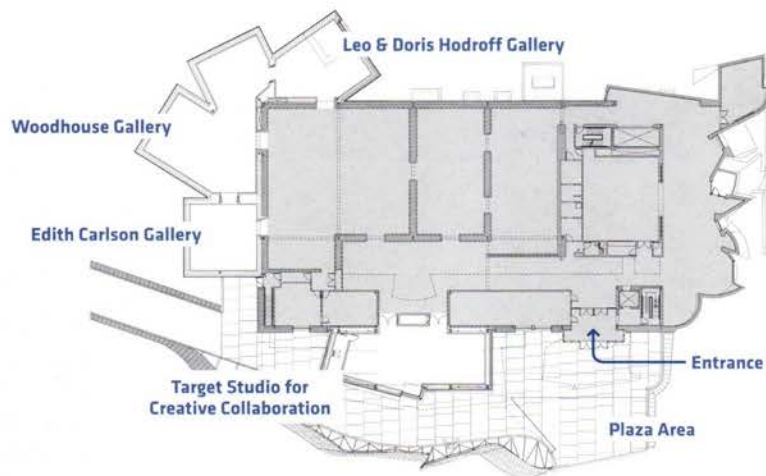 Leo & Doris Hodroff Gallery
Woodhouse Gallery
Edith Carlson Gallery
Entrance
Target Studio for
Creative Collaboration
Plaza Area